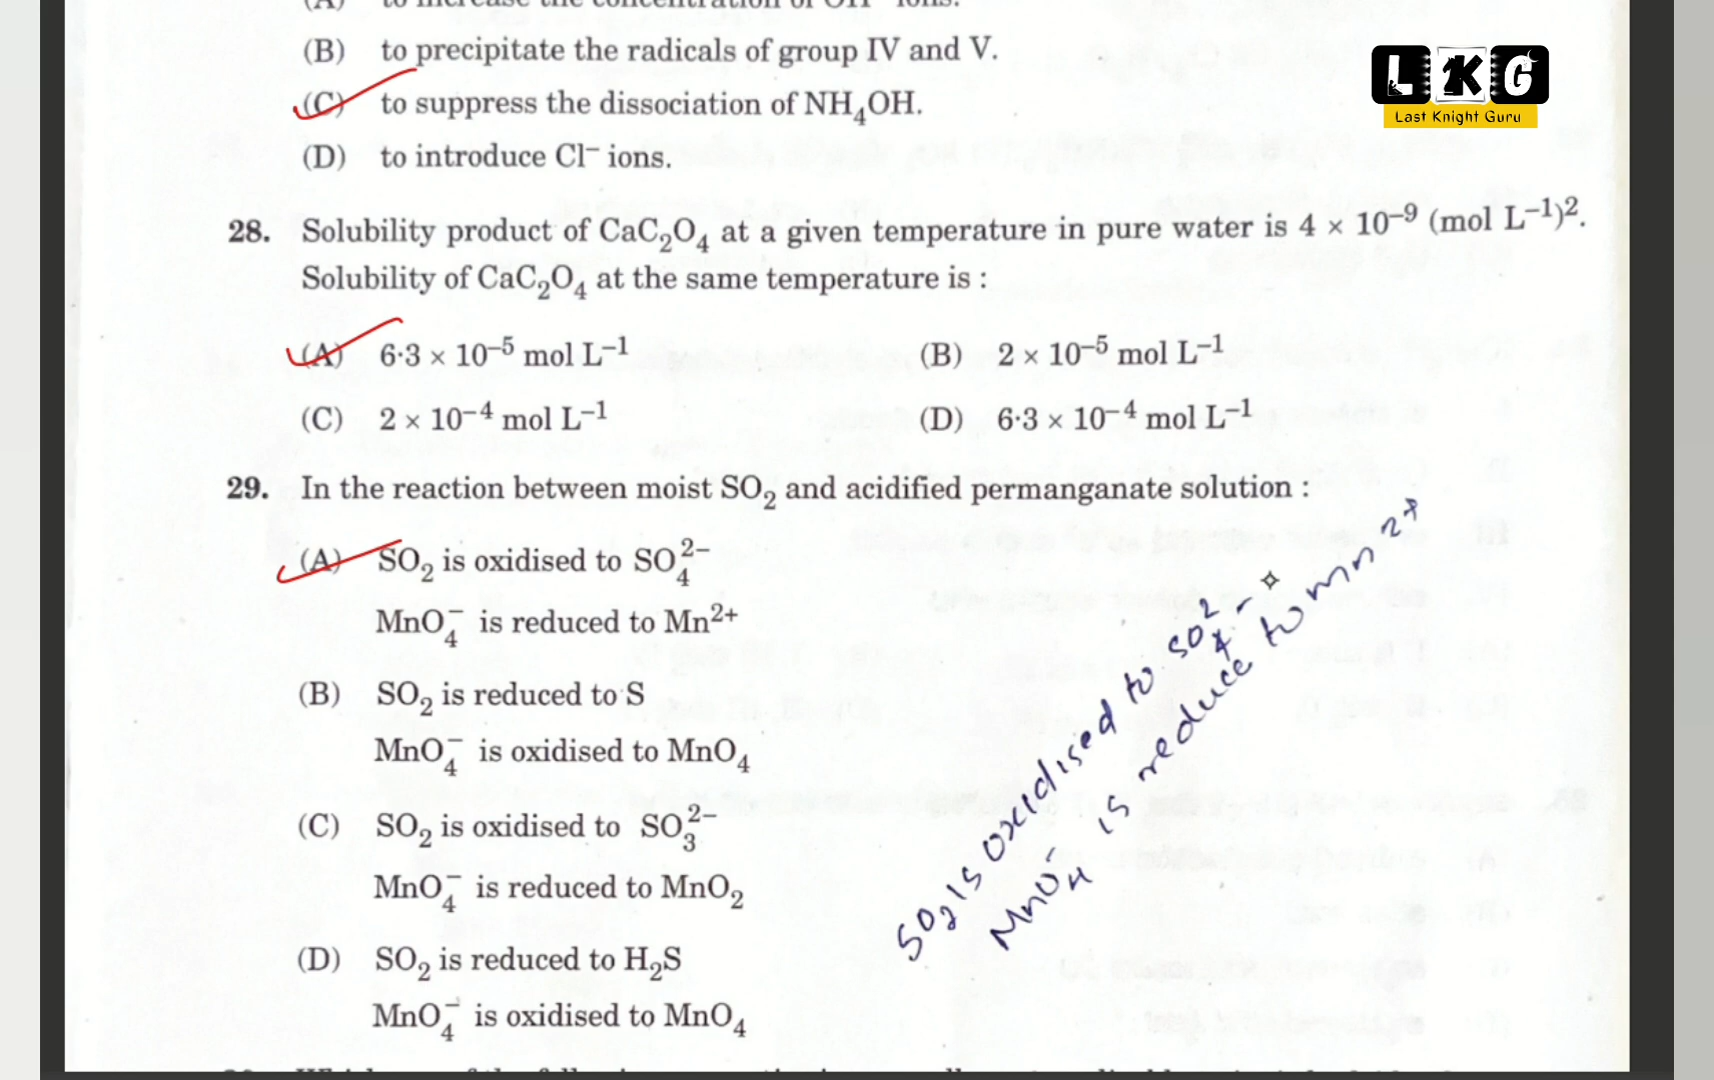 (B) to precipitate the radicals of group IV and V.
(C) to suppress the dissociation of NH₄OH.
(D) to introduce Cl⁻ ions.
LKG
Last Knight Guru
28. Solubility product of CaC₂O₄ at a given temperature in pure water is 4 × 10⁻⁹ (mol L⁻¹)².
Solubility of CaC₂O₄ at the same temperature is :
(A) 6·3 × 10⁻⁵ mol L⁻¹ (B) 2 × 10⁻⁵ mol L⁻¹
(C) 2 × 10⁻⁴ mol L⁻¹ (D) 6·3 × 10⁻⁴ mol L⁻¹
29. In the reaction between moist SO₂ and acidified permanganate solution :
(A) SO₂ is oxidised to SO₄²⁻
MnO₄⁻ is reduced to Mn²⁺
(B) SO₂ is reduced to S
MnO₄⁻ is oxidised to MnO₄
(C) SO₂ is oxidised to SO₃²⁻
MnO₄⁻ is reduced to MnO₂
(D) SO₂ is reduced to H₂S
MnO₄⁻ is oxidised to MnO₄
SO₂ is oxidised to SO₄²⁻
MnO₄⁻ is reduce to mn²⁺